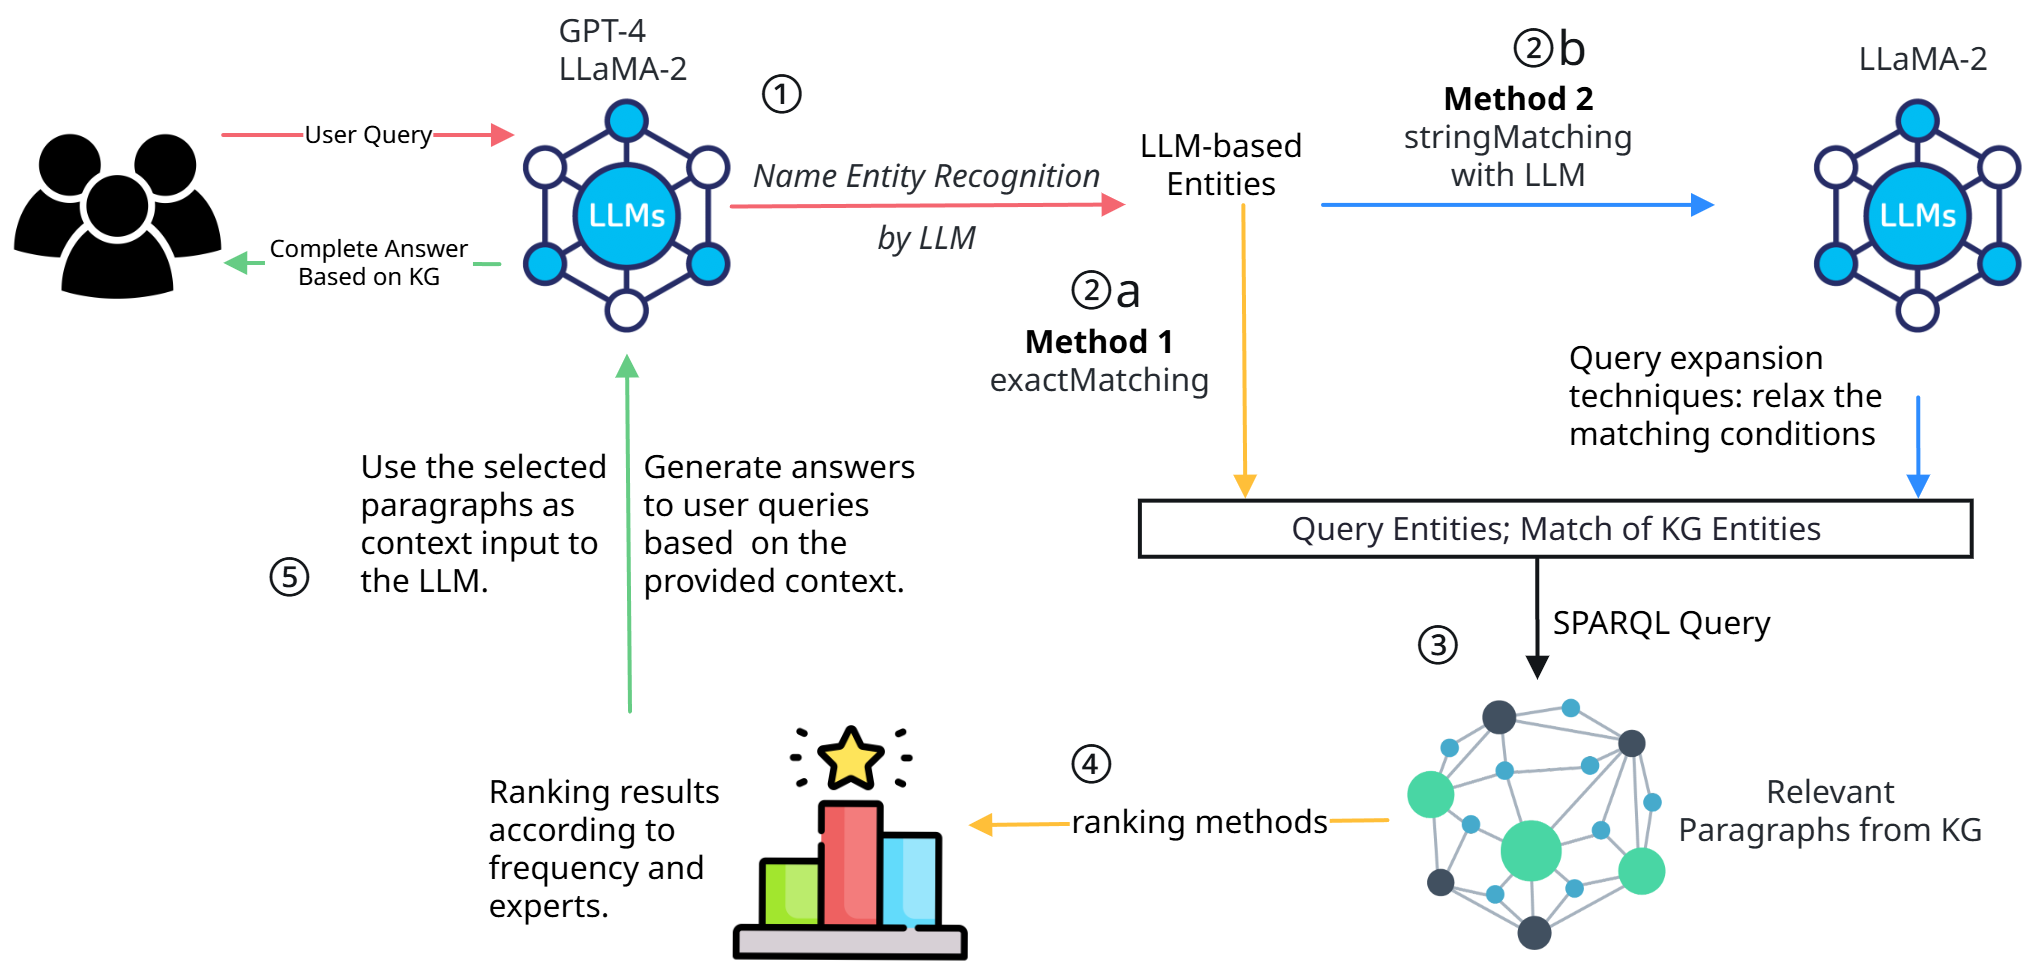 GPT-4
LLaMA-2
①
User Query
LLMs
Name Entity Recognition
by LLM
Complete Answer
Based on KG
LLM-based
Entities
②b
Method 2
stringMatching
with LLM
LLaMA-2
LLMs
②a
Method 1
exactMatching
Query expansion
techniques: relax the
matching conditions
Query Entities; Match of KG Entities
③
SPARQL Query
Relevant
Paragraphs from KG
④
ranking methods
Ranking results
according to
frequency and
experts.
⑤
Use the selected
paragraphs as
context input to
the LLM.
Generate answers
to user queries
based  on the
provided context.